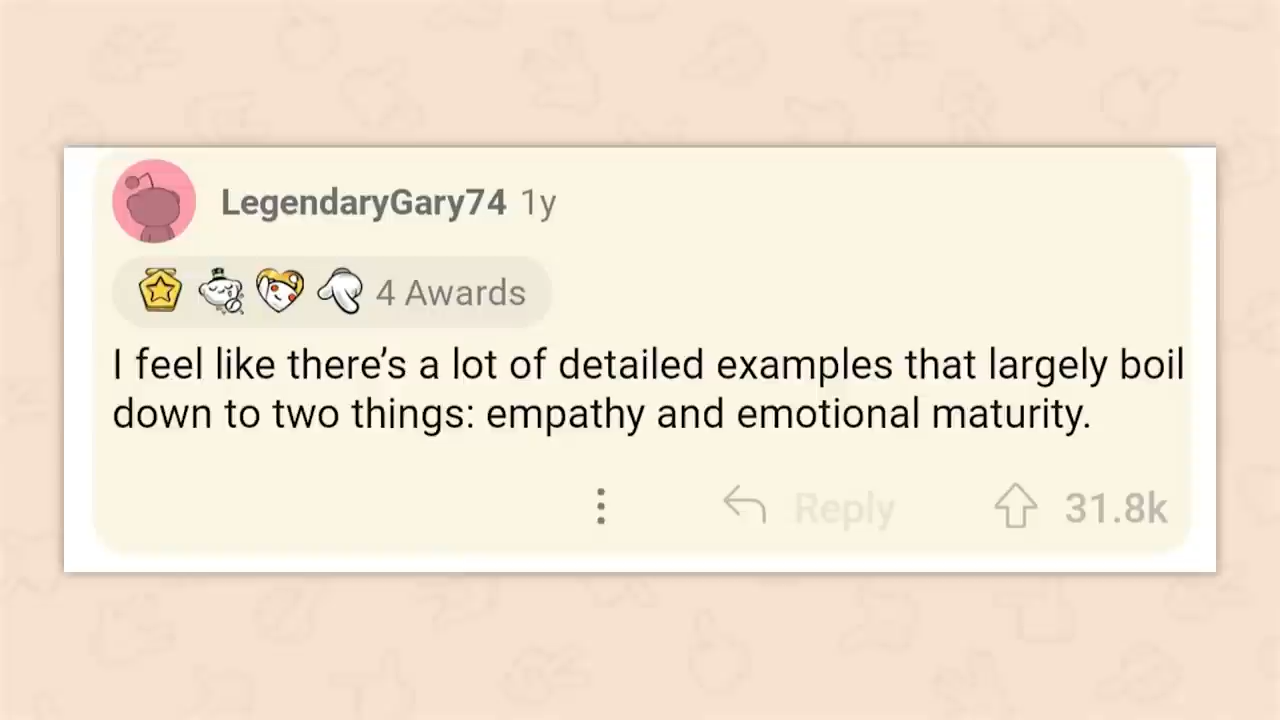 LegendaryGary74 1y
4 Awards
I feel like there’s a lot of detailed examples that largely boil
down to two things: empathy and emotional maturity.
Reply 31.8k